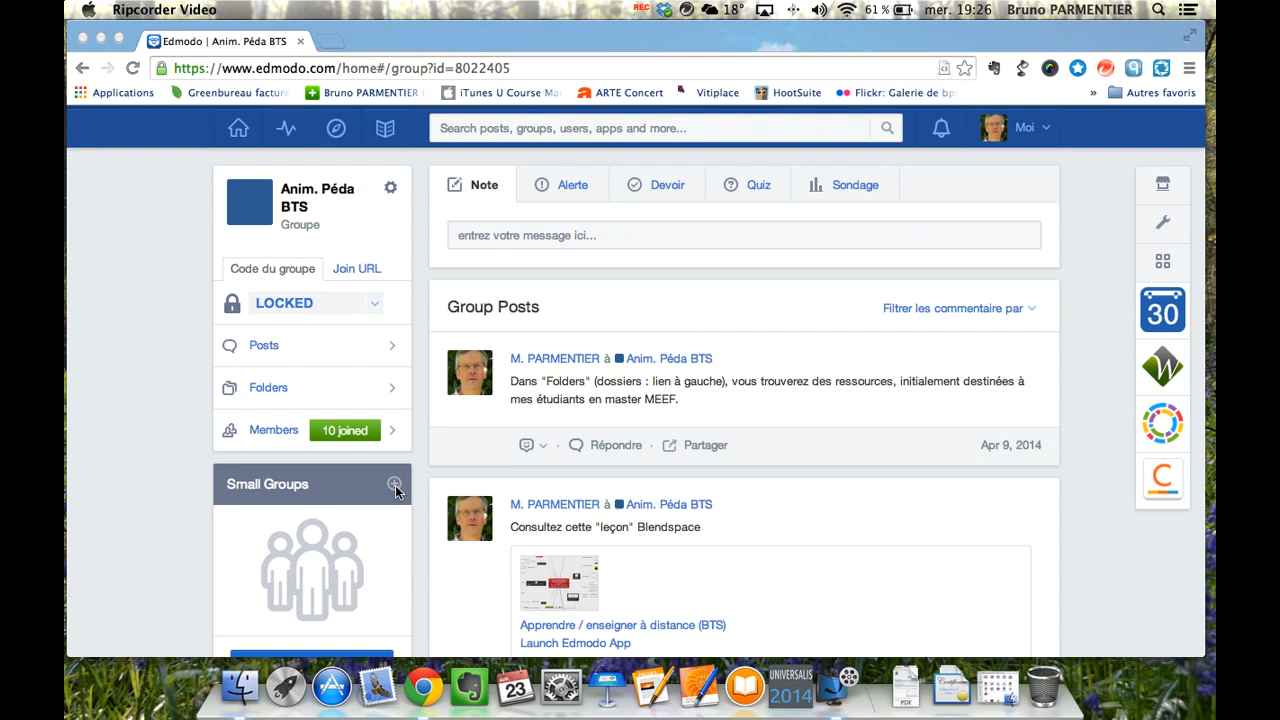 Ripcorder Video
REC
18°
61 %
mer. 19:26
Bruno PARMENTIER
Edmodo | Anim. Péda BTS
https://www.edmodo.com/home#/group?id=8022405
Applications
Greenbureau facture
Bruno PARMENTIER
iTunes U Course Ma
ARTE Concert
Vitiplace
HootSuite
Flickr: Galerie de bp
»
Autres favoris
Search posts, groups, users, apps and more...
Moi
Anim. Péda
BTS
Groupe
Code du groupe
Join URL
LOCKED
Posts
Folders
Members
10 joined
Small Groups
Note
Alerte
Devoir
Quiz
Sondage
entrez votre message ici...
Group Posts
Filtrer les commentaire par
M. PARMENTIER à Anim. Péda BTS
Dans "Folders" (dossiers : lien à gauche), vous trouverez des ressources, initialement destinées à
mes étudiants en master MEEF.
Répondre
Partager
Apr 9, 2014
M. PARMENTIER à Anim. Péda BTS
Consultez cette "leçon" Blendspace
Apprendre / enseigner à distance (BTS)
Launch Edmodo App
30
C
23
UNIVERSALIS
2014
PDF